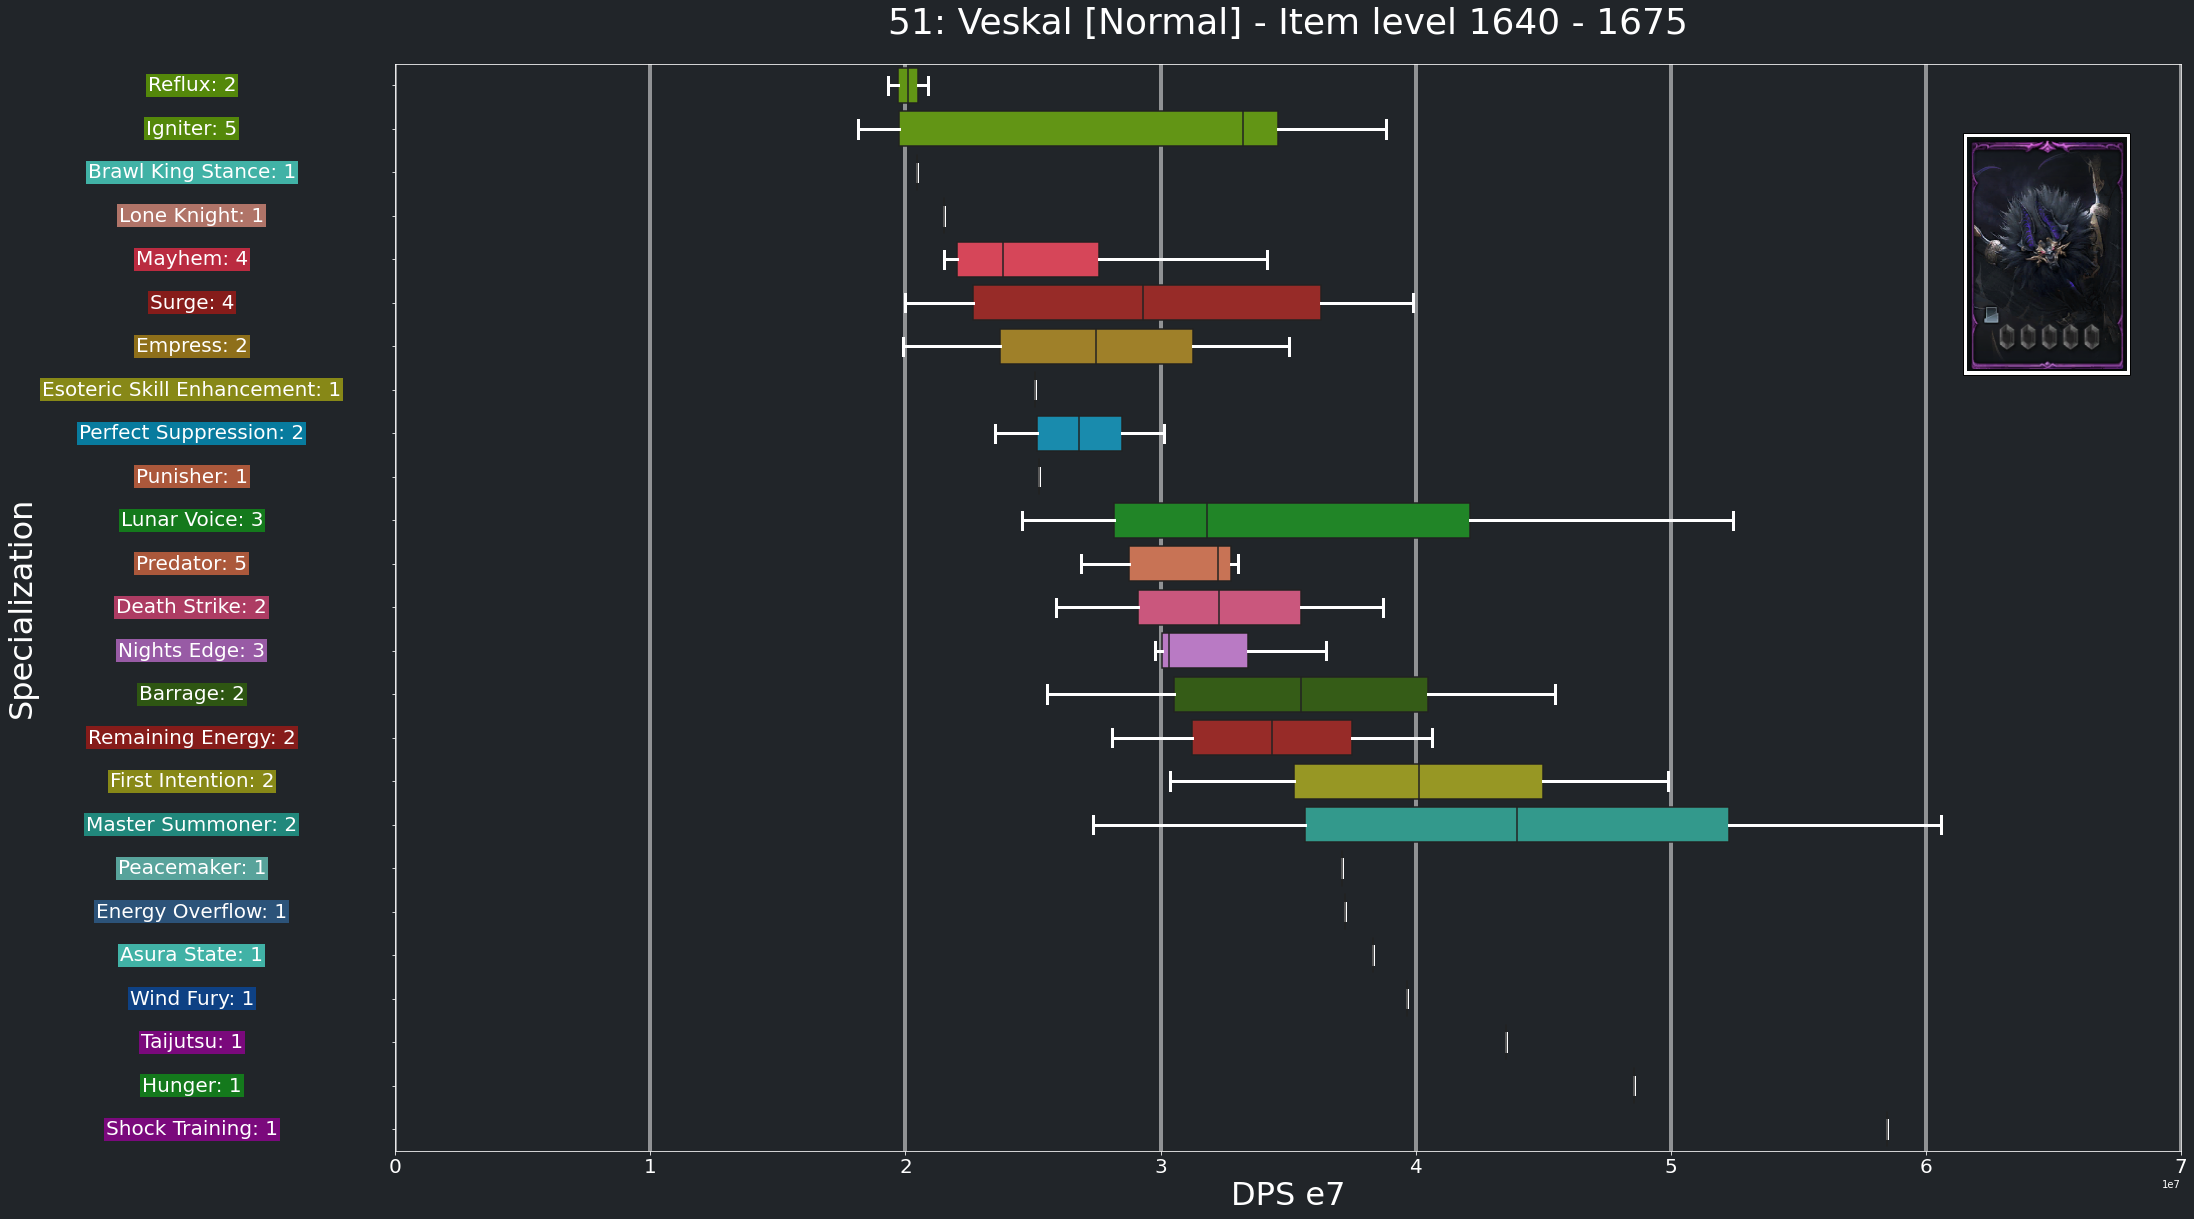 51: Veskal [Normal] - Item level 1640 - 1675
Reflux: 2
Igniter: 5
Brawl King Stance: 1
Lone Knight: 1
Mayhem: 4
Surge: 4
Empress: 2
Esoteric Skill Enhancement: 1
Perfect Suppression: 2
Punisher: 1
Lunar Voice: 3
Predator: 5
Death Strike: 2
Nights Edge: 3
Barrage: 2
Remaining Energy: 2
First Intention: 2
Master Summoner: 2
Peacemaker: 1
Energy Overflow: 1
Asura State: 1
Wind Fury: 1
Taijutsu: 1
Hunger: 1
Shock Training: 1
Specialization
0 1 2 3 4 5 6 7
1e7
DPS e7